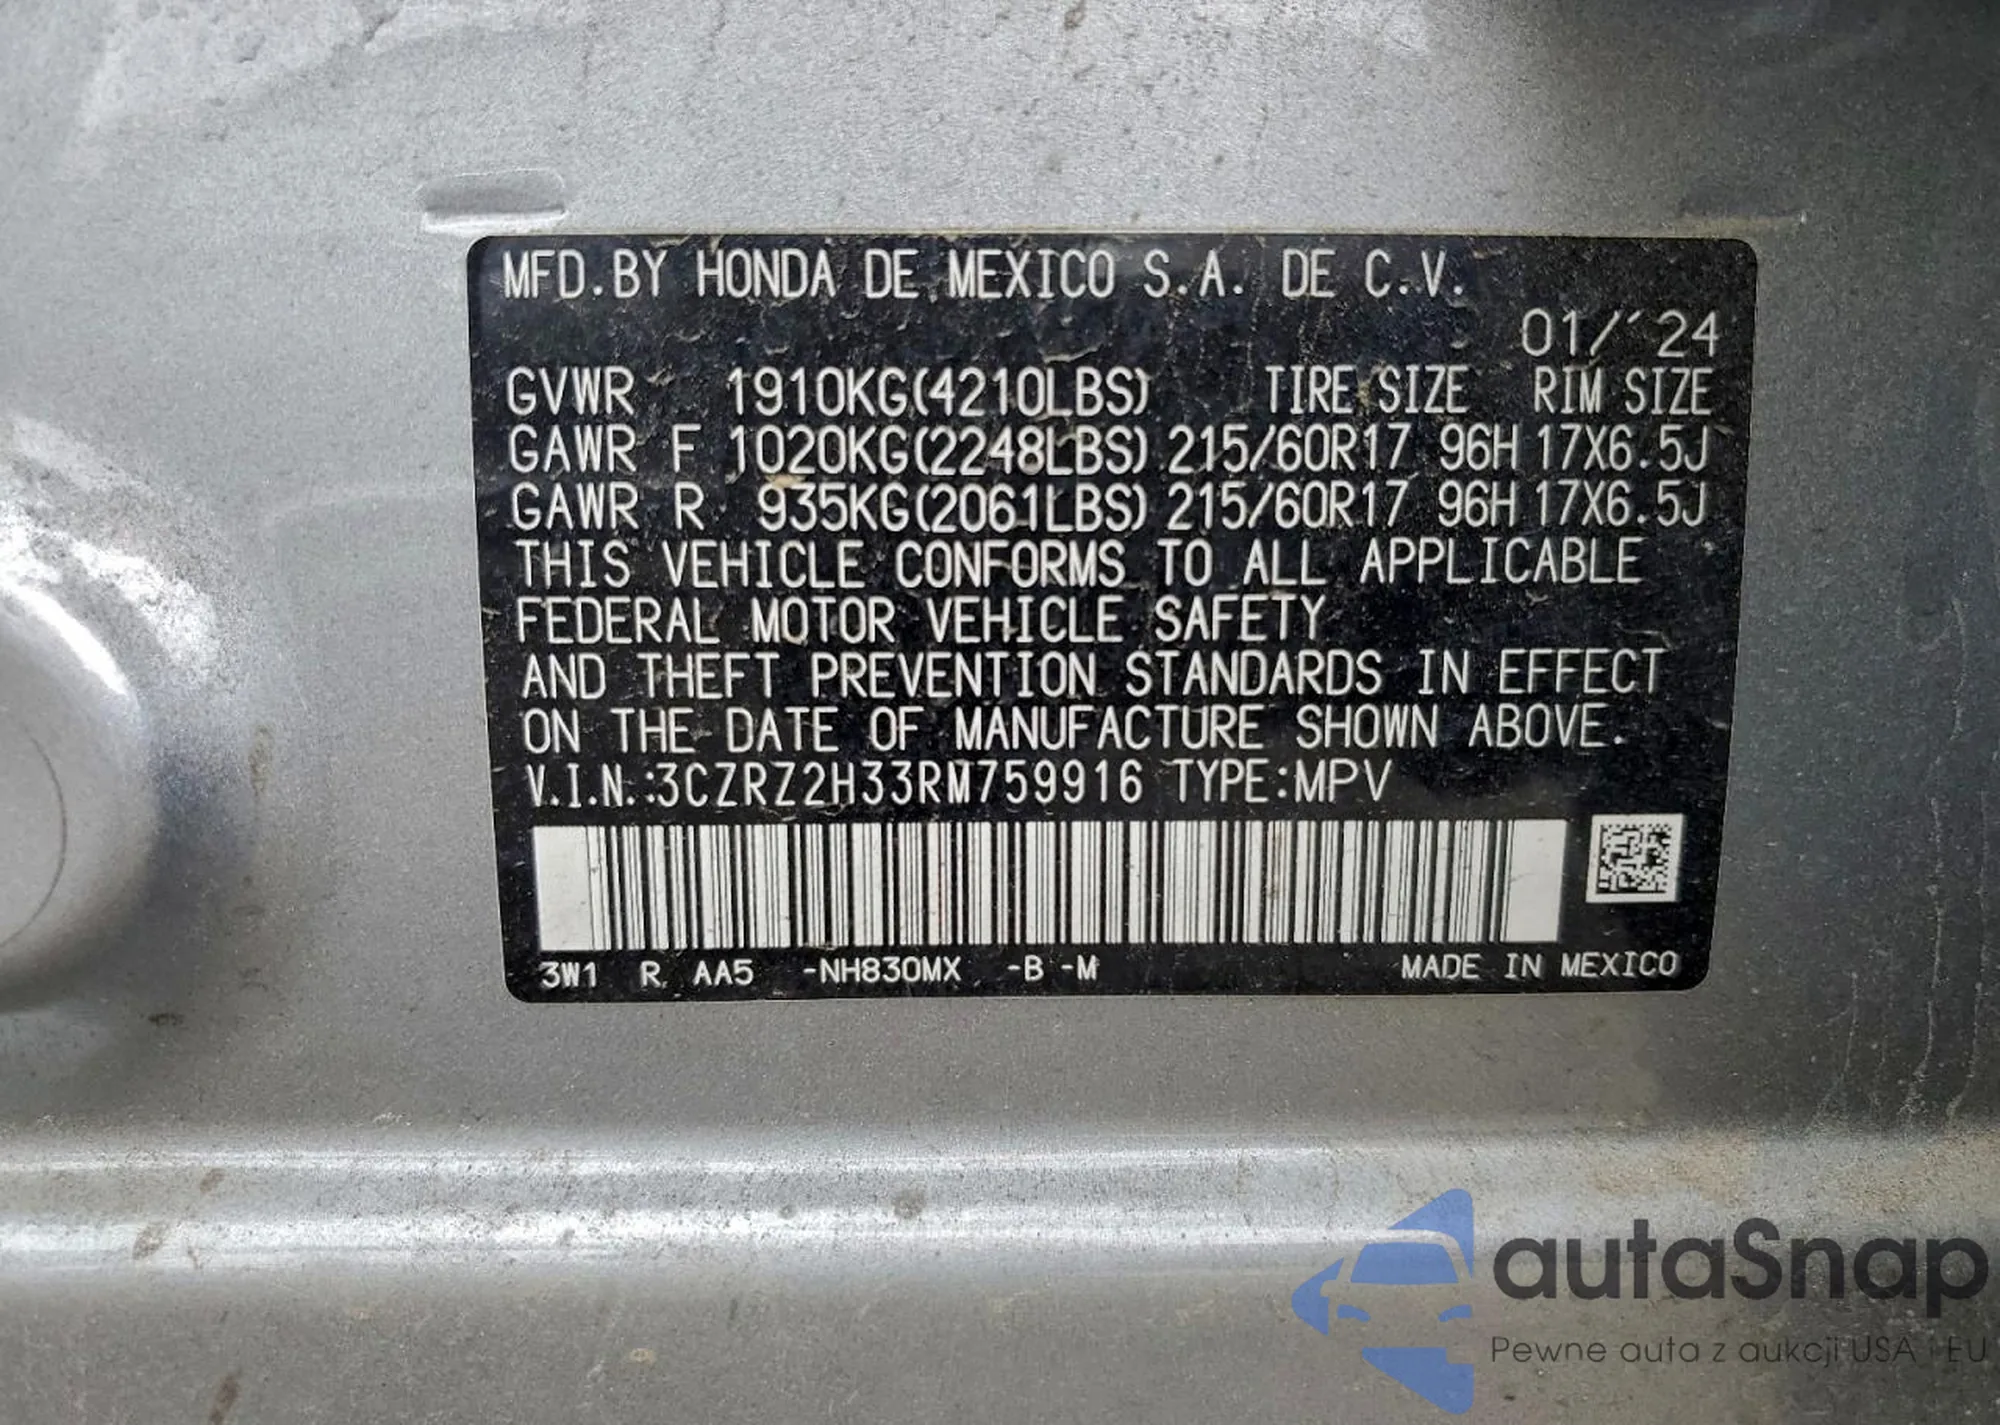 MFD.BY HONDA DE MEXICO S.A. DE C.V.
01/'24
GVWR 1910KG(4210LBS) TIRE SIZE RIM SIZE
GAWR F 1020KG(2248LBS) 215/60R17 96H 17X6.5J
GAWR R 935KG(2061LBS) 215/60R17 96H 17X6.5J
THIS VEHICLE CONFORMS TO ALL APPLICABLE
FEDERAL MOTOR VEHICLE SAFETY
AND THEFT PREVENTION STANDARDS IN EFFECT
ON THE DATE OF MANUFACTURE SHOWN ABOVE.
V.I.N.:3CZRZ2H33RM759916 TYPE:MPV
3W1 R AA5 -NH830MX -B -M MADE IN MEXICO
autaSnap
Pewne auta z aukcji USA i EU